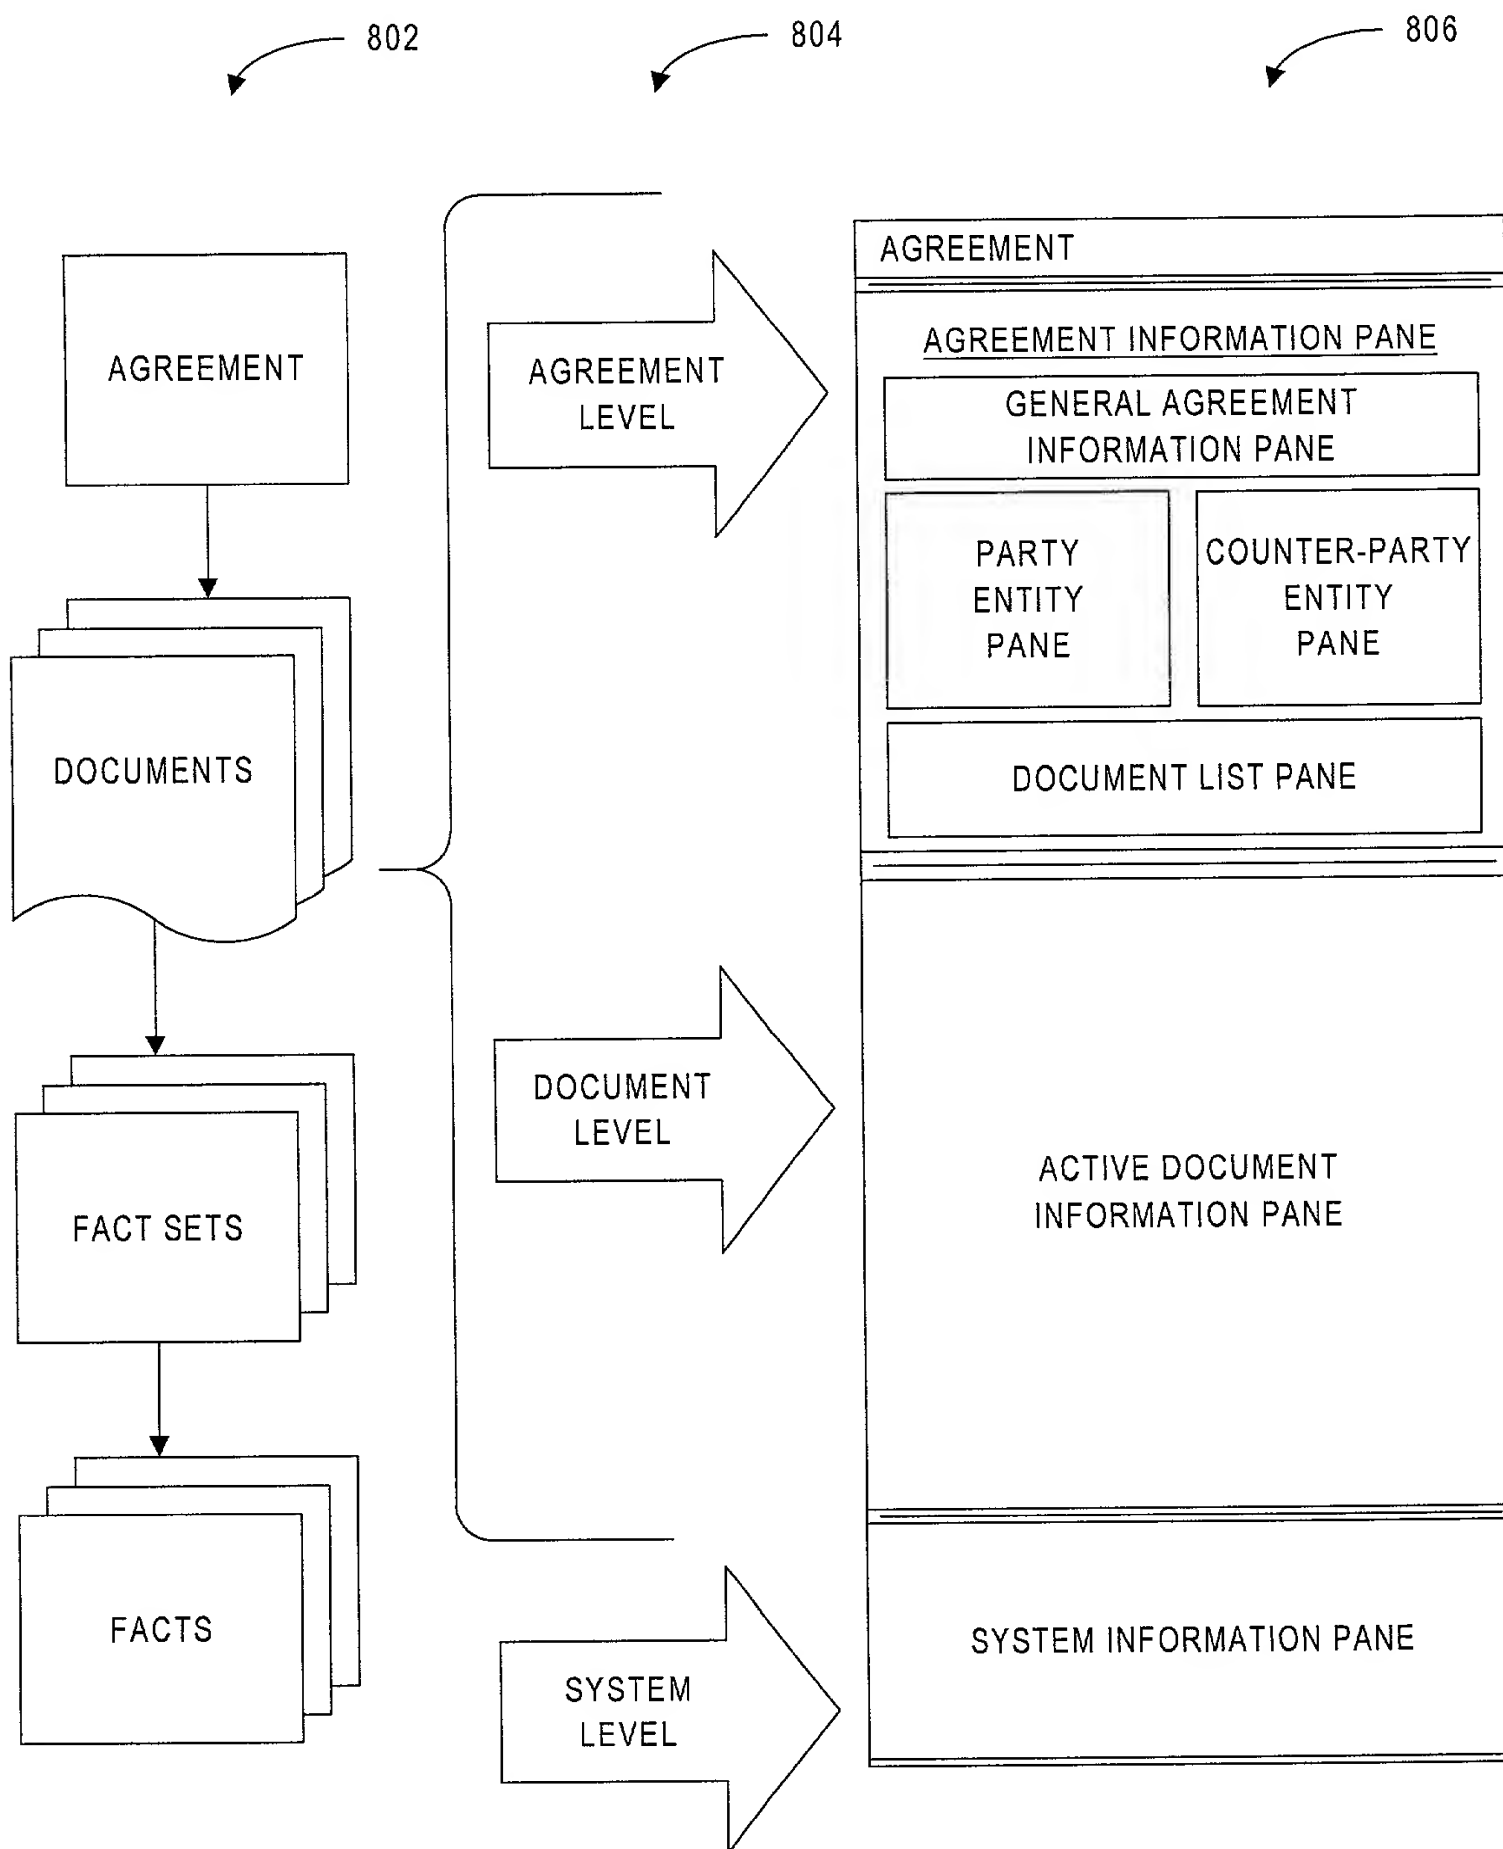 802
804
806
AGREEMENT
DOCUMENTS
FACT SETS
FACTS
AGREEMENT
LEVEL
DOCUMENT
LEVEL
SYSTEM
LEVEL
AGREEMENT
AGREEMENT INFORMATION PANE
GENERAL AGREEMENT
INFORMATION PANE
PARTY
ENTITY
PANE
COUNTER-PARTY
ENTITY
PANE
DOCUMENT LIST PANE
ACTIVE DOCUMENT
INFORMATION PANE
SYSTEM INFORMATION PANE